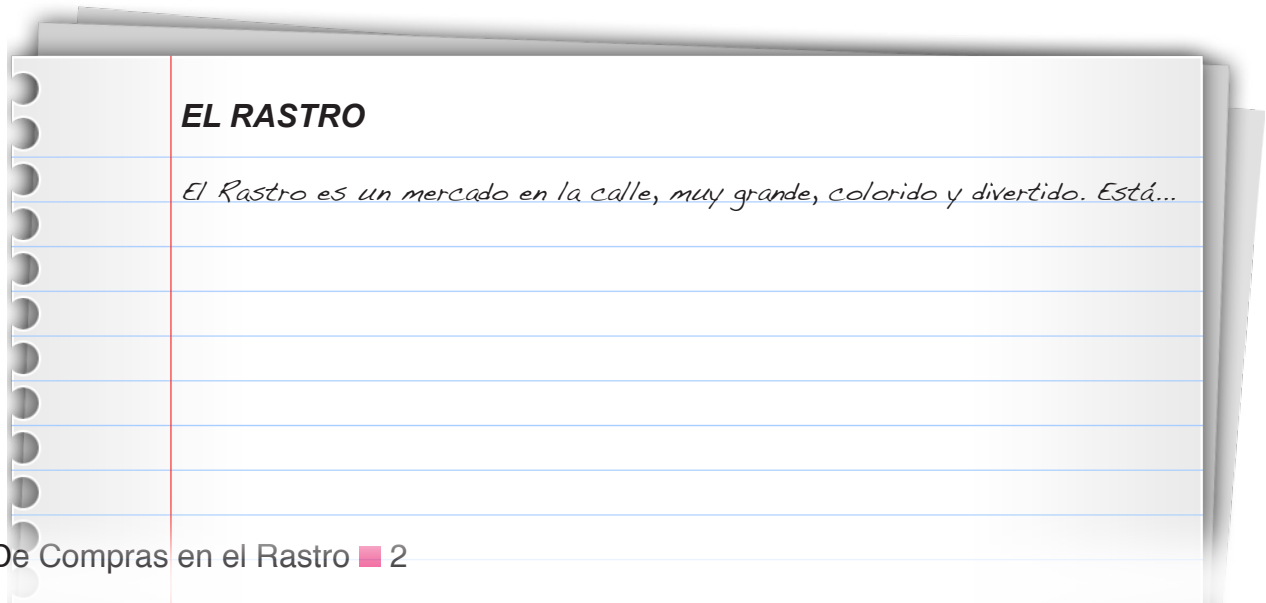 EL RASTRO
El Rastro es un mercado en la calle, muy grande, colorido y divertido. Está...
De Compras en el Rastro 2